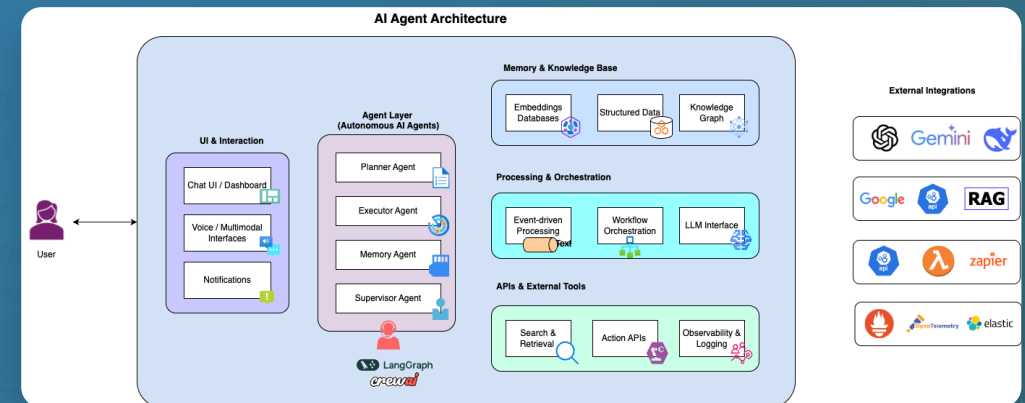 AI Agent Architecture
Memory & Knowledge Base
Embeddings
Databases
Structured Data
Knowledge
Graph
External Integrations
Agent Layer
(Autonomous AI Agents)
UI & Interaction
Chat UI / Dashboard
Voice / Multimodal
Interfaces
Notifications
Planner Agent
Executor Agent
Memory Agent
Supervisor Agent
LangGraph
crewai
User
Processing & Orchestration
Event-driven
Processing
Text
Workflow
Orchestration
LLM Interface
APIs & External Tools
Search &
Retrieval
Action APIs
Observability &
Logging
Gemini
Google
api
RAG
api
zapier
OpenTelemetry
elastic